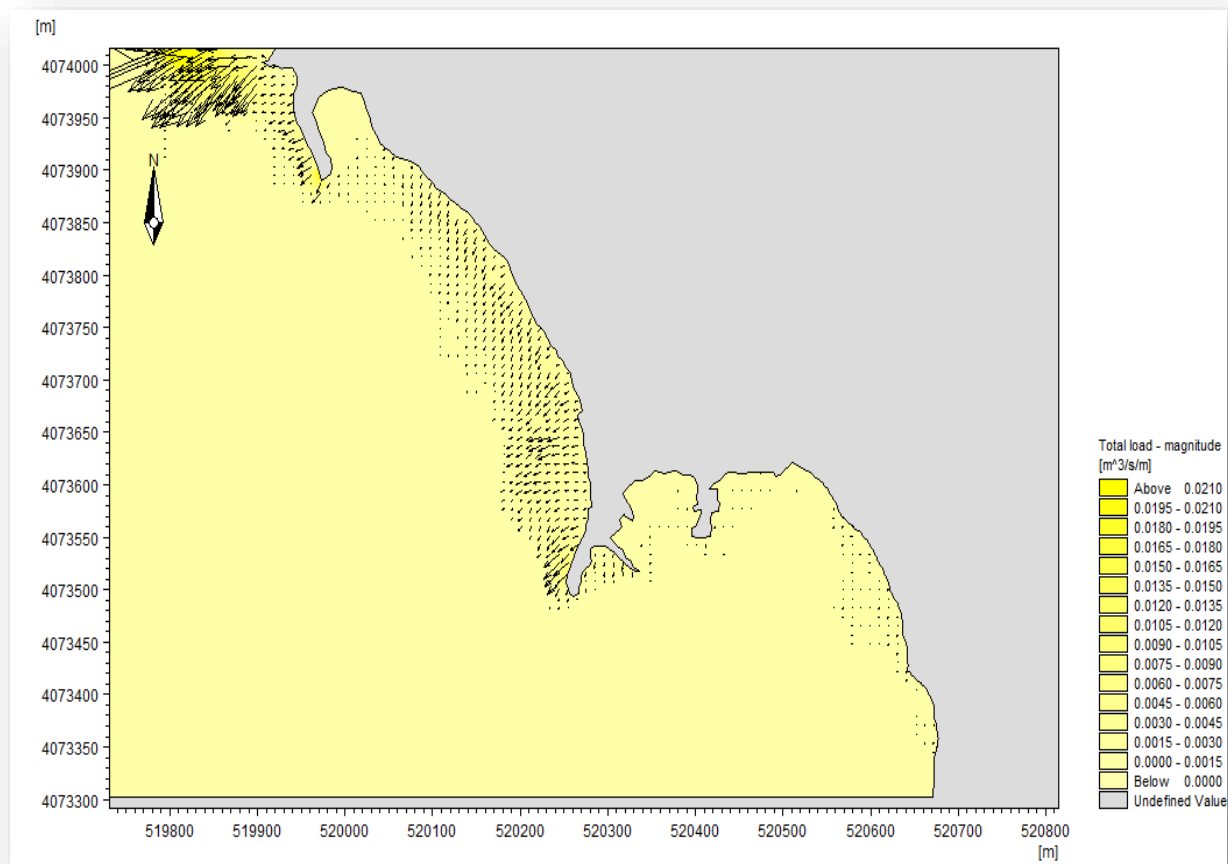 [m]
4074000
4073950
4073900
4073850
4073800
4073750
4073700
4073650
4073600
4073550
4073500
4073450
4073400
4073350
4073300
N
519800 519900 520000 520100 520200 520300 520400 520500 520600 520700 520800
[m]
Total load - magnitude
[m^3/s/m]
Above 0.0210
0.0195 - 0.0210
0.0180 - 0.0195
0.0165 - 0.0180
0.0150 - 0.0165
0.0135 - 0.0150
0.0120 - 0.0135
0.0105 - 0.0120
0.0090 - 0.0105
0.0075 - 0.0090
0.0060 - 0.0075
0.0045 - 0.0060
0.0030 - 0.0045
0.0015 - 0.0030
0.0000 - 0.0015
Below 0.0000
Undefined Value